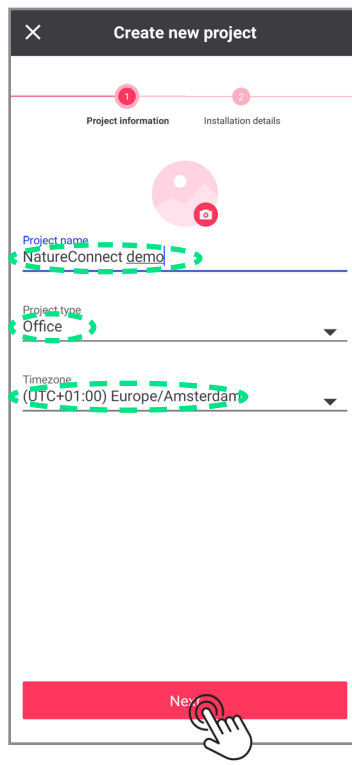 Create new project
1
2
Project information
Installation details
Project name
NatureConnect demo
Project type
Office
Timezone
(UTC+01:00) Europe/Amsterdam
Next